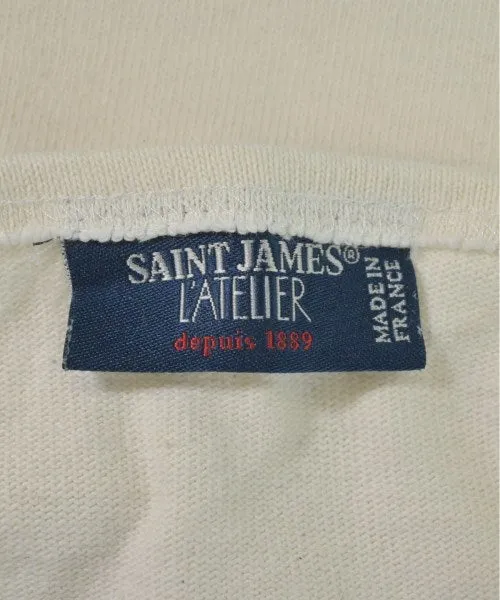 SAINT JAMES®
L'ATELIER
depuis 1889
MADE IN
FRANCE